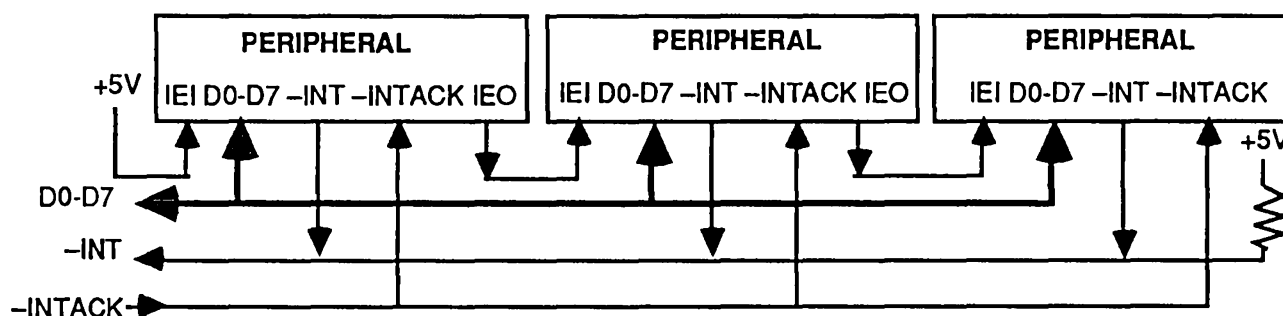 PERIPHERAL PERIPHERAL PERIPHERAL
+5V IEI D0-D7 –INT –INTACK IEO IEI D0-D7 –INT –INTACK IEO IEI D0-D7 –INT –INTACK
+5V
D0-D7
–INT
–INTACK